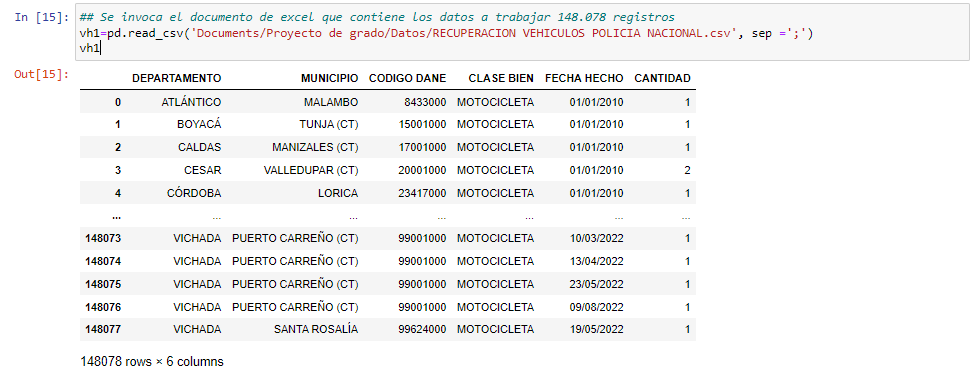 In [15]: ## Se invoca el documento de excel que contiene los datos a trabajar 148.078 registros
vh1=pd.read_csv('Documents/Proyecto de grado/Datos/RECUPERACION VEHICULOS POLICIA NACIONAL.csv', sep =';')
vh1
Out[15]:
DEPARTAMENTO MUNICIPIO CODIGO DANE CLASE BIEN FECHA HECHO CANTIDAD
0 ATLÁNTICO MALAMBO 8433000 MOTOCICLETA 01/01/2010 1
1 BOYACÁ TUNJA (CT) 15001000 MOTOCICLETA 01/01/2010 1
2 CALDAS MANIZALES (CT) 17001000 MOTOCICLETA 01/01/2010 1
3 CESAR VALLEDUPAR (CT) 20001000 MOTOCICLETA 01/01/2010 2
4 CÓRDOBA LORICA 23417000 MOTOCICLETA 01/01/2010 1
... ... ... ... ... ... ...
148073 VICHADA PUERTO CARREÑO (CT) 99001000 MOTOCICLETA 10/03/2022 1
148074 VICHADA PUERTO CARREÑO (CT) 99001000 MOTOCICLETA 13/04/2022 1
148075 VICHADA PUERTO CARREÑO (CT) 99001000 MOTOCICLETA 23/05/2022 1
148076 VICHADA PUERTO CARREÑO (CT) 99001000 MOTOCICLETA 09/08/2022 1
148077 VICHADA SANTA ROSALÍA 99624000 MOTOCICLETA 19/05/2022 1
148078 rows × 6 columns